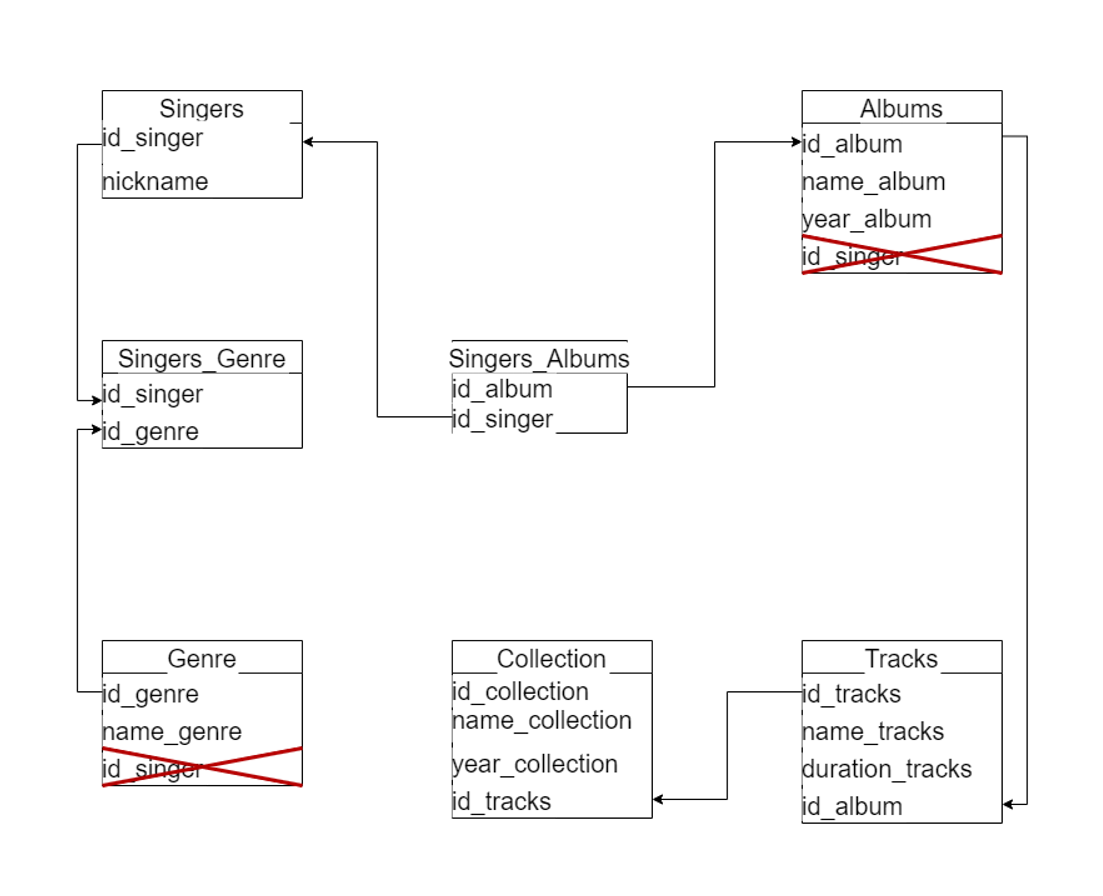 Singers
id_singer
nickname
Albums
id_album
name_album
year_album
id_singer
Singers_Genre
id_singer
id_genre
Singers_Albums
id_album
id_singer
Genre
id_genre
name_genre
id_singer
Collection
id_collection
name_collection
year_collection
id_tracks
Tracks
id_tracks
name_tracks
duration_tracks
id_album